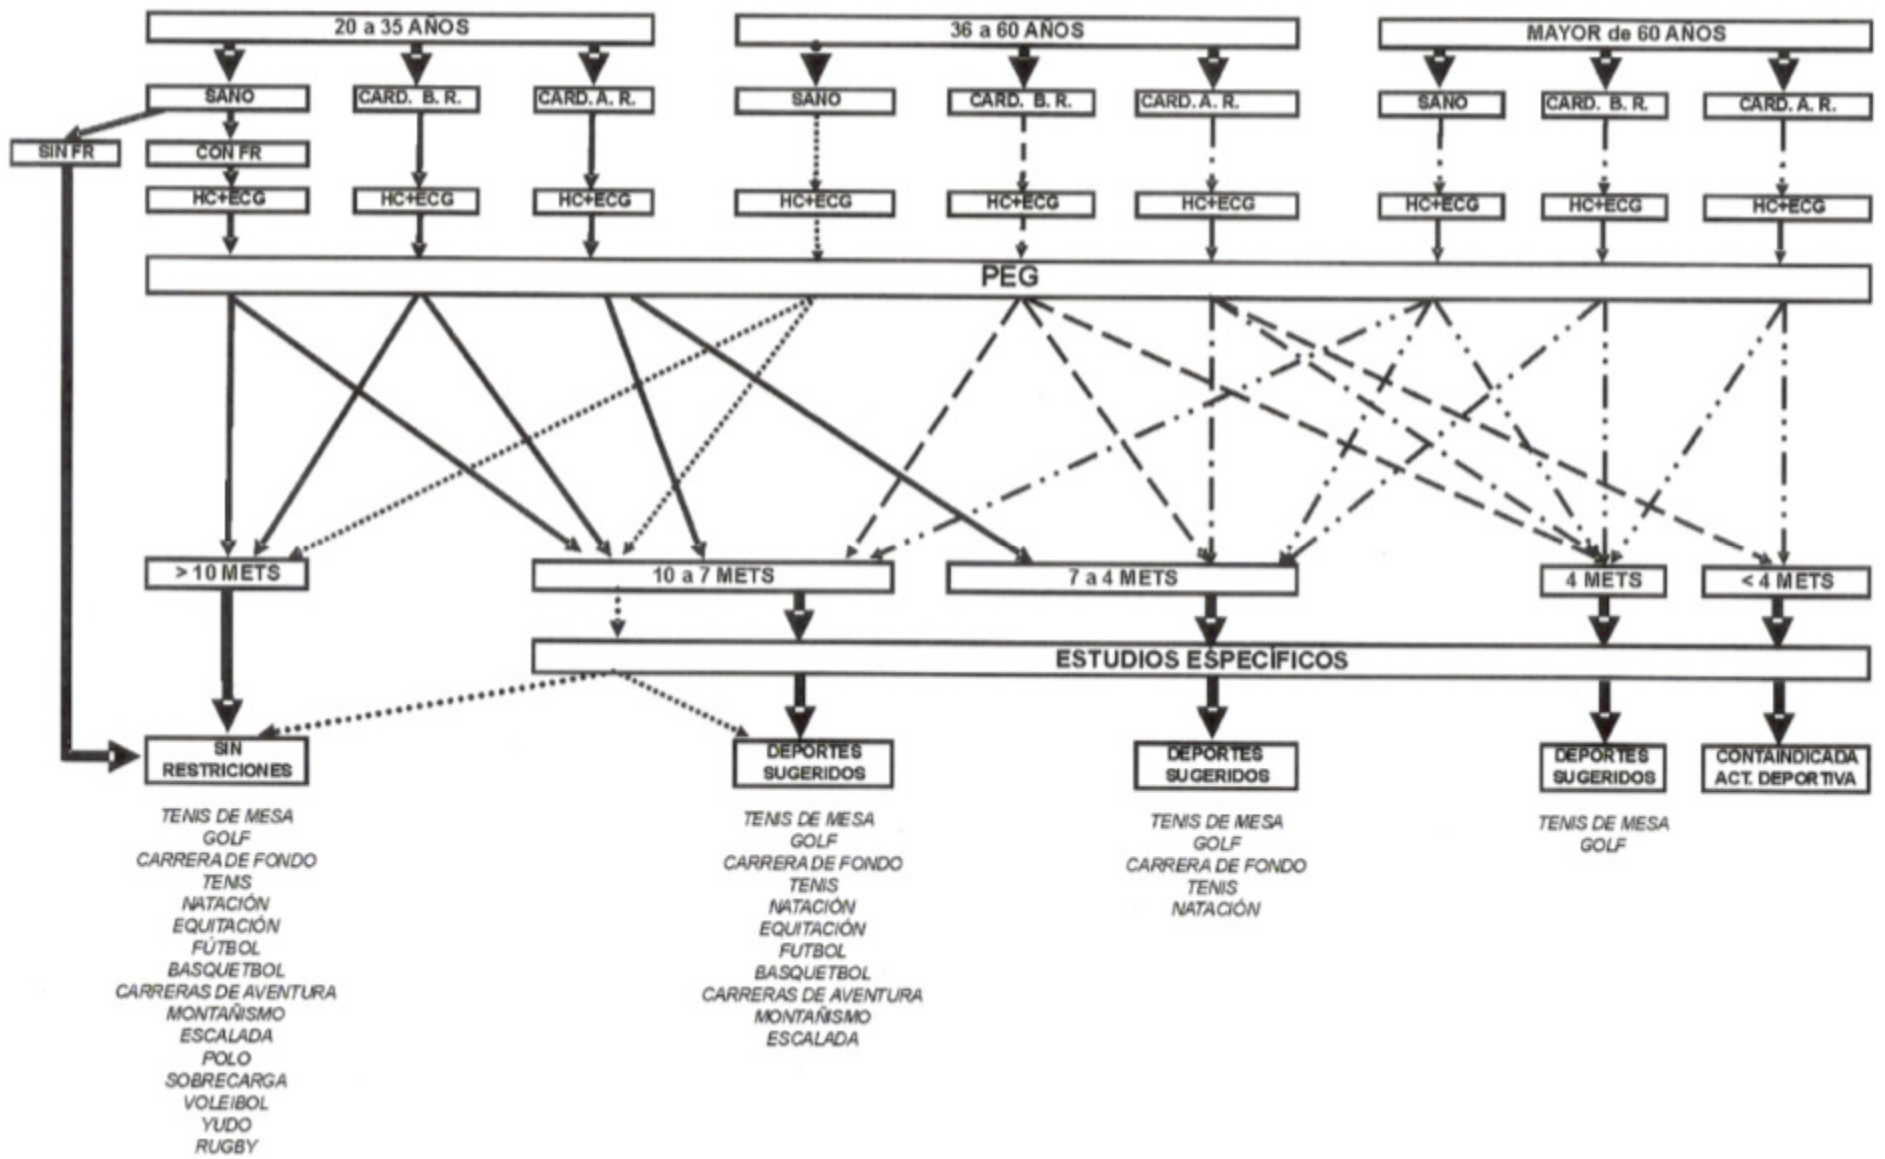 20 a 35 AÑOS
36 a 60 AÑOS
MAYOR de 60 AÑOS
SANO
CARD. B. R.
CARD. A. R.
SANO
CARD. B. R.
CARD. A. R.
SANO
CARD. B. R.
CARD. A. R.
SIN FR
CON FR
HC+ECG
HC+ECG
HC+ECG
HC+ECG
HC+ECG
HC+ECG
HC+ECG
HC+ECG
HC+ECG
PEG
> 10 METS
10 a 7 METS
7 a 4 METS
4 METS
< 4 METS
ESTUDIOS ESPECÍFICOS
SIN
RESTRICIONES
TENIS DE MESA
GOLF
CARRERA DE FONDO
TENIS
NATACIÓN
EQUITACIÓN
FÚTBOL
BASQUETBOL
CARRERAS DE AVENTURA
MONTAÑISMO
ESCALADA
POLO
SOBRECARGA
VOLEIBOL
YUDO
RUGBY
DEPORTES
SUGERIDOS
TENIS DE MESA
GOLF
CARRERA DE FONDO
TENIS
NATACIÓN
EQUITACIÓN
FUTBOL
BASQUETBOL
CARRERAS DE AVENTURA
MONTAÑISMO
ESCALADA
DEPORTES
SUGERIDOS
TENIS DE MESA
GOLF
CARRERA DE FONDO
TENIS
NATACIÓN
DEPORTES
SUGERIDOS
TENIS DE MESA
GOLF
CONTAINDICADA
ACT. DEPORTIVA